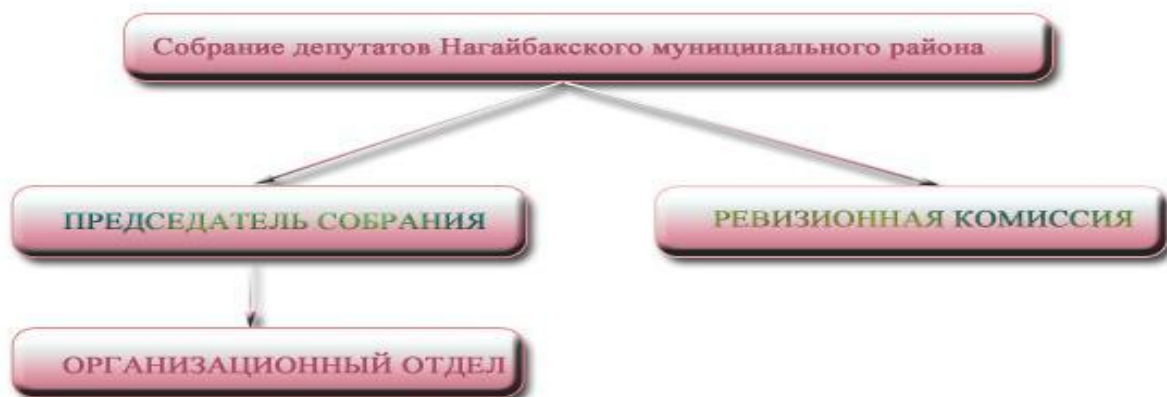 Собрание депутатов Нагайбакского муниципального района
ПРЕДСЕДАТЕЛЬ СОБРАНИЯ
РЕВИЗИОННАЯ КОМИССИЯ
ОРГАНИЗАЦИОННЫЙ ОТДЕЛ